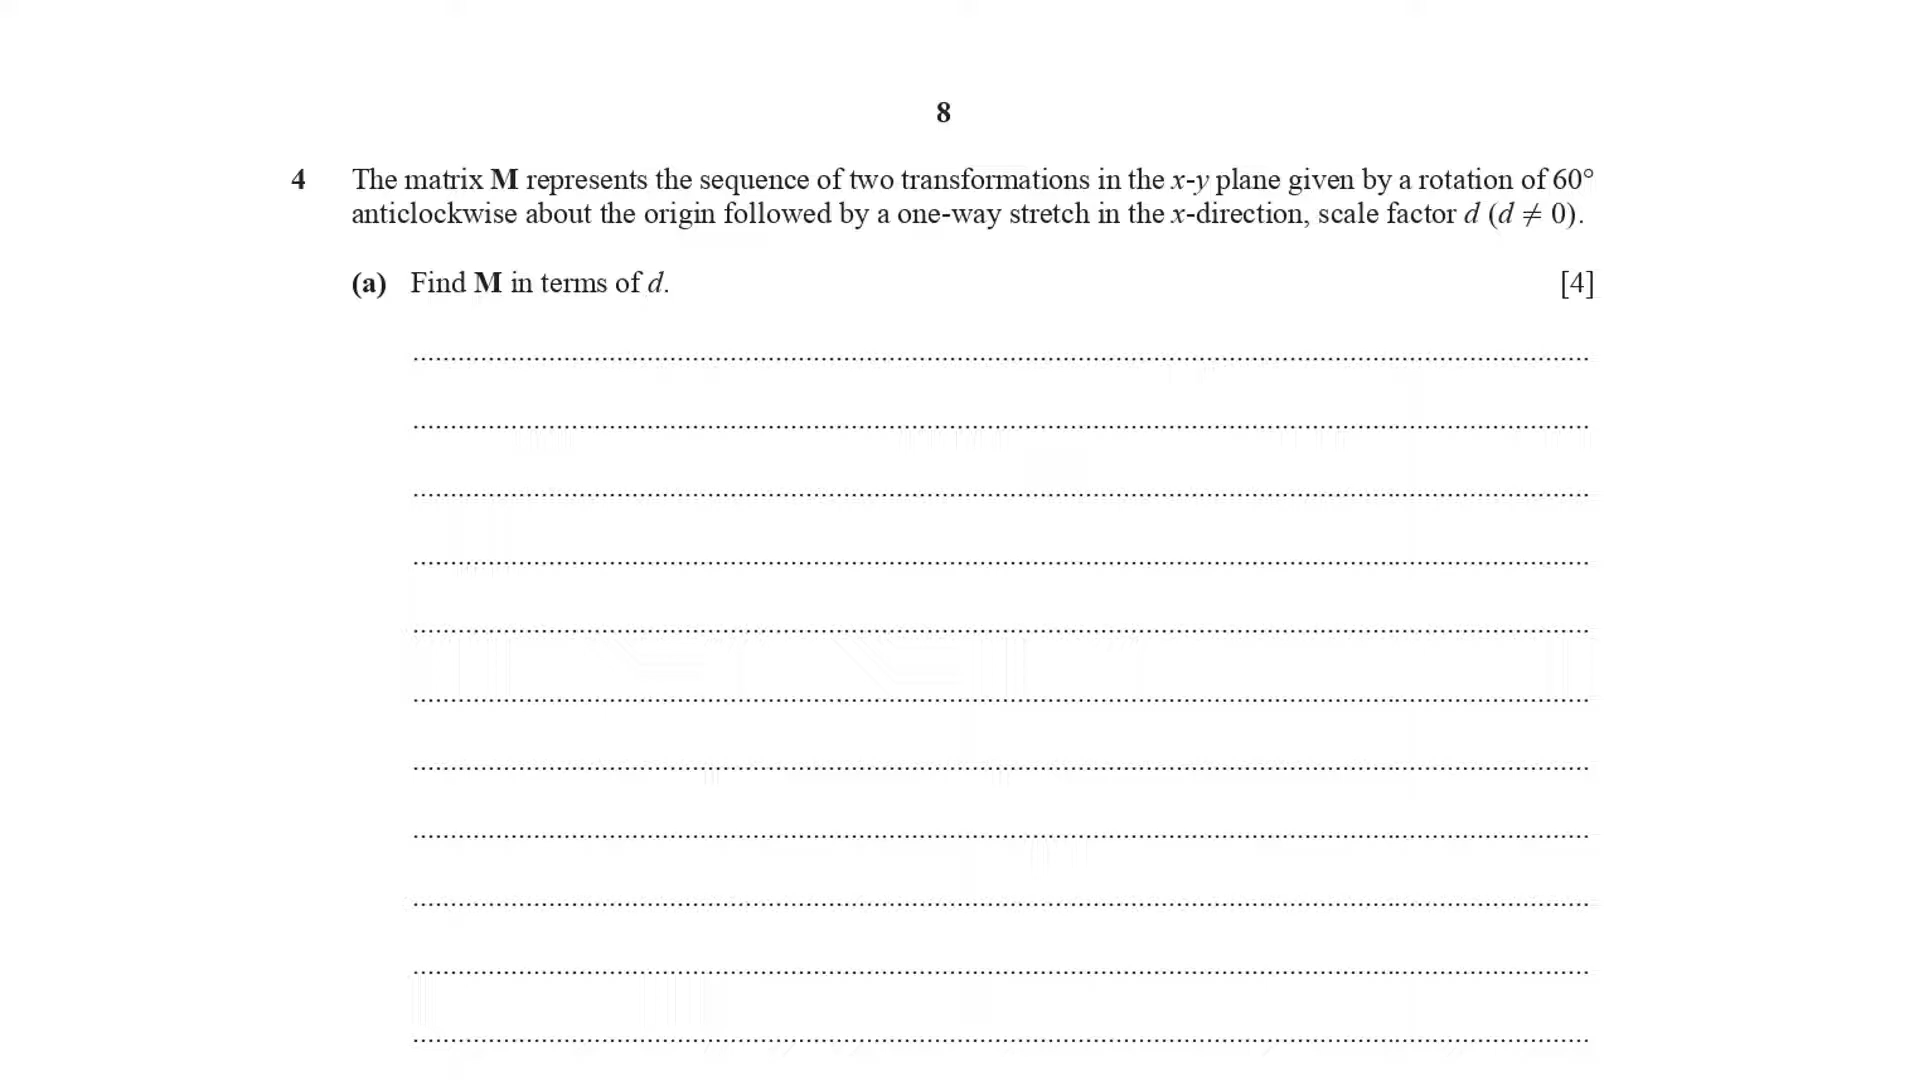 8
4 The matrix M represents the sequence of two transformations in the x-y plane given by a rotation of 60°
anticlockwise about the origin followed by a one-way stretch in the x-direction, scale factor d (d ≠ 0).
(a) Find M in terms of d. [4]